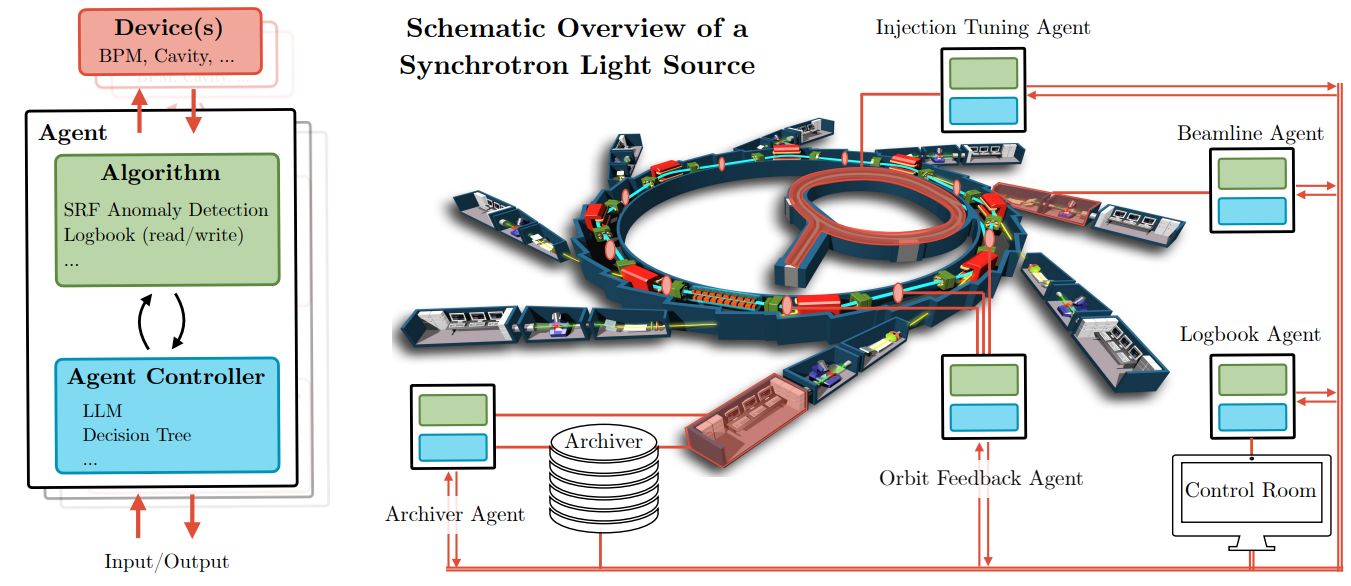 Device(s)
BPM, Cavity, ...
BPM, Cavity, ...
Agent
Algorithm
SRF Anomaly Detection
Logbook (read/write)
...
Agent Controller
LLM
Decision Tree
...
Input/Output
Schematic Overview of a
Synchrotron Light Source
Injection Tuning Agent
Beamline Agent
Logbook Agent
Control Room
Orbit Feedback Agent
Archiver
Archiver Agent